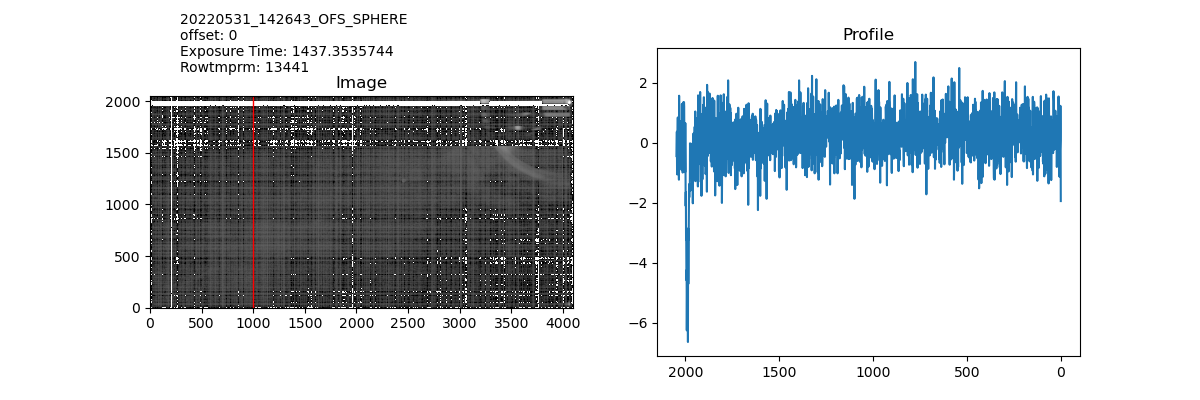 20220531_142643_OFS_SPHERE
offset: 0
Exposure Time: 1437.3535744
Rowtmprm: 13441
Image
2000
1500
1000
500
0
0 500 1000 1500 2000 2500 3000 3500 4000
Profile
2
0
−2
−4
−6
2000 1500 1000 500 0